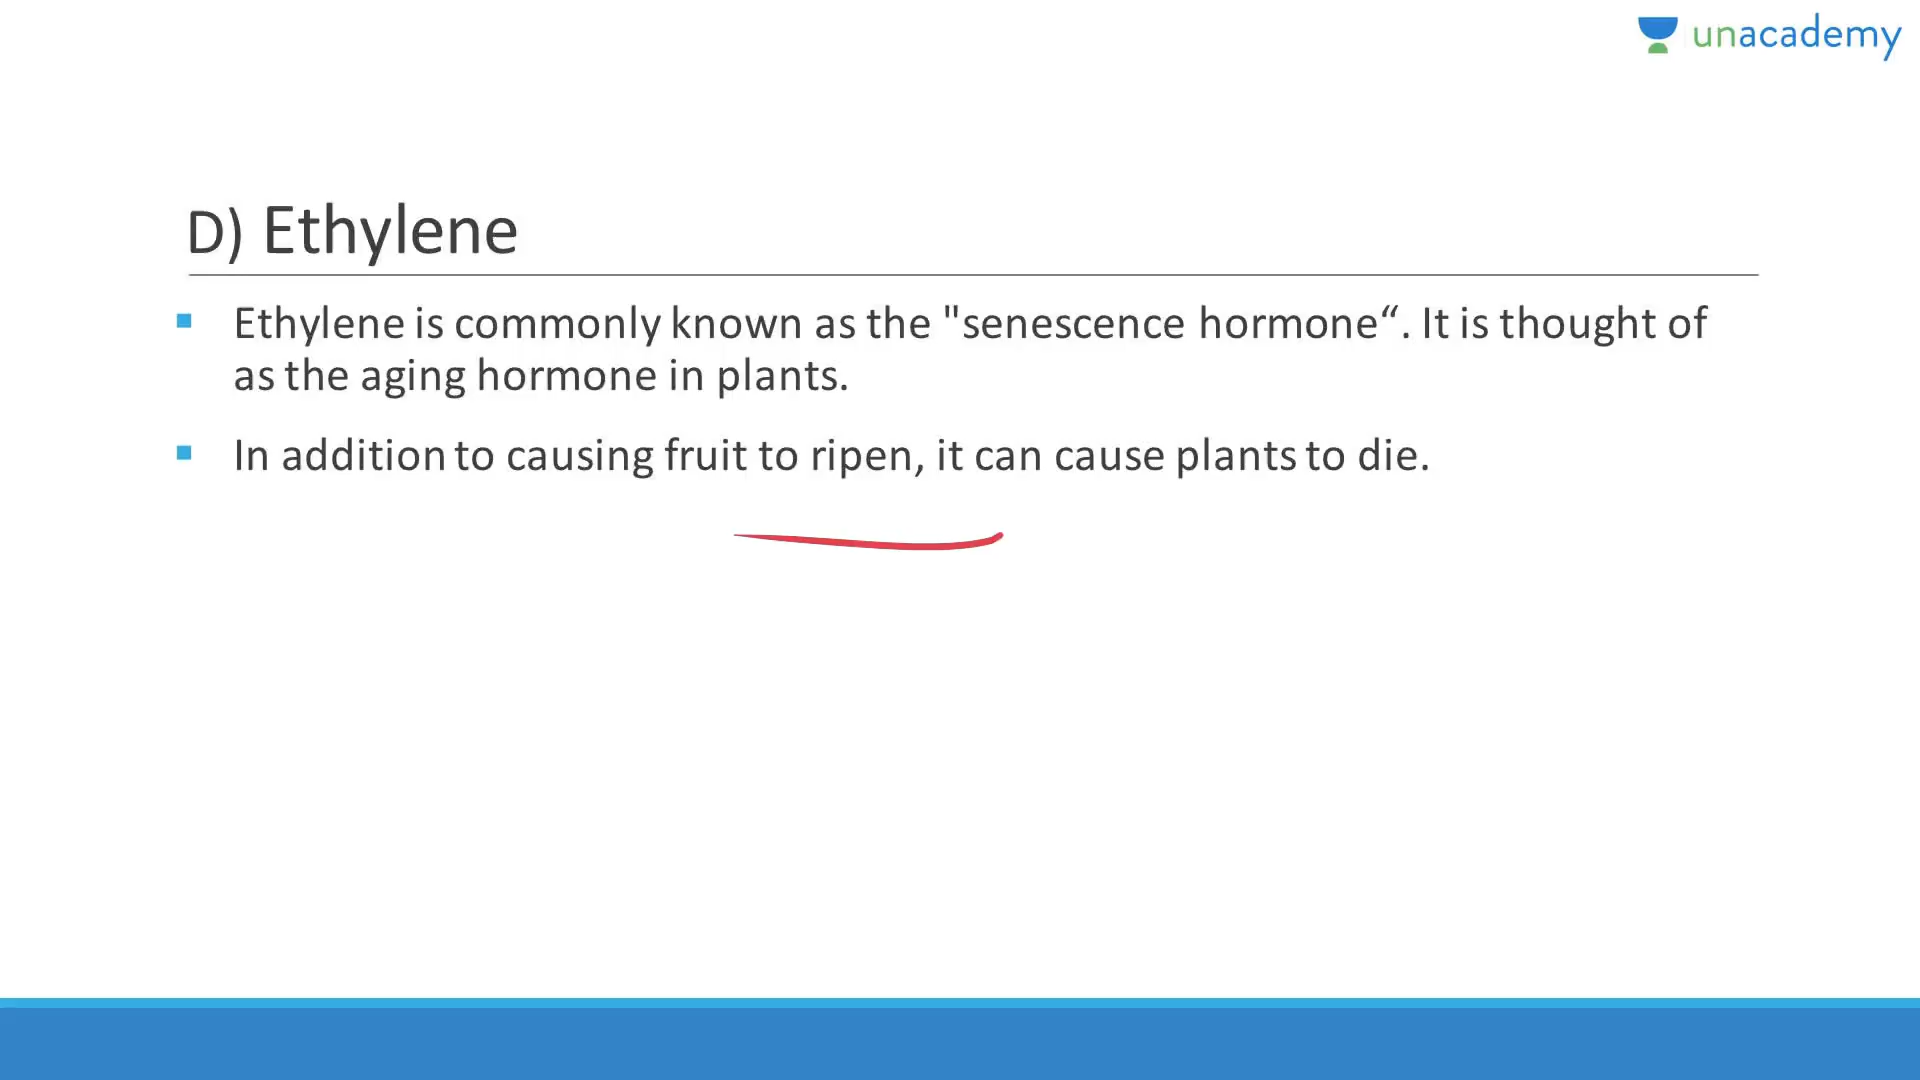 unacademy
D) Ethylene
Ethylene is commonly known as the "senescence hormone“. It is thought of
as the aging hormone in plants.
In addition to causing fruit to ripen, it can cause plants to die.